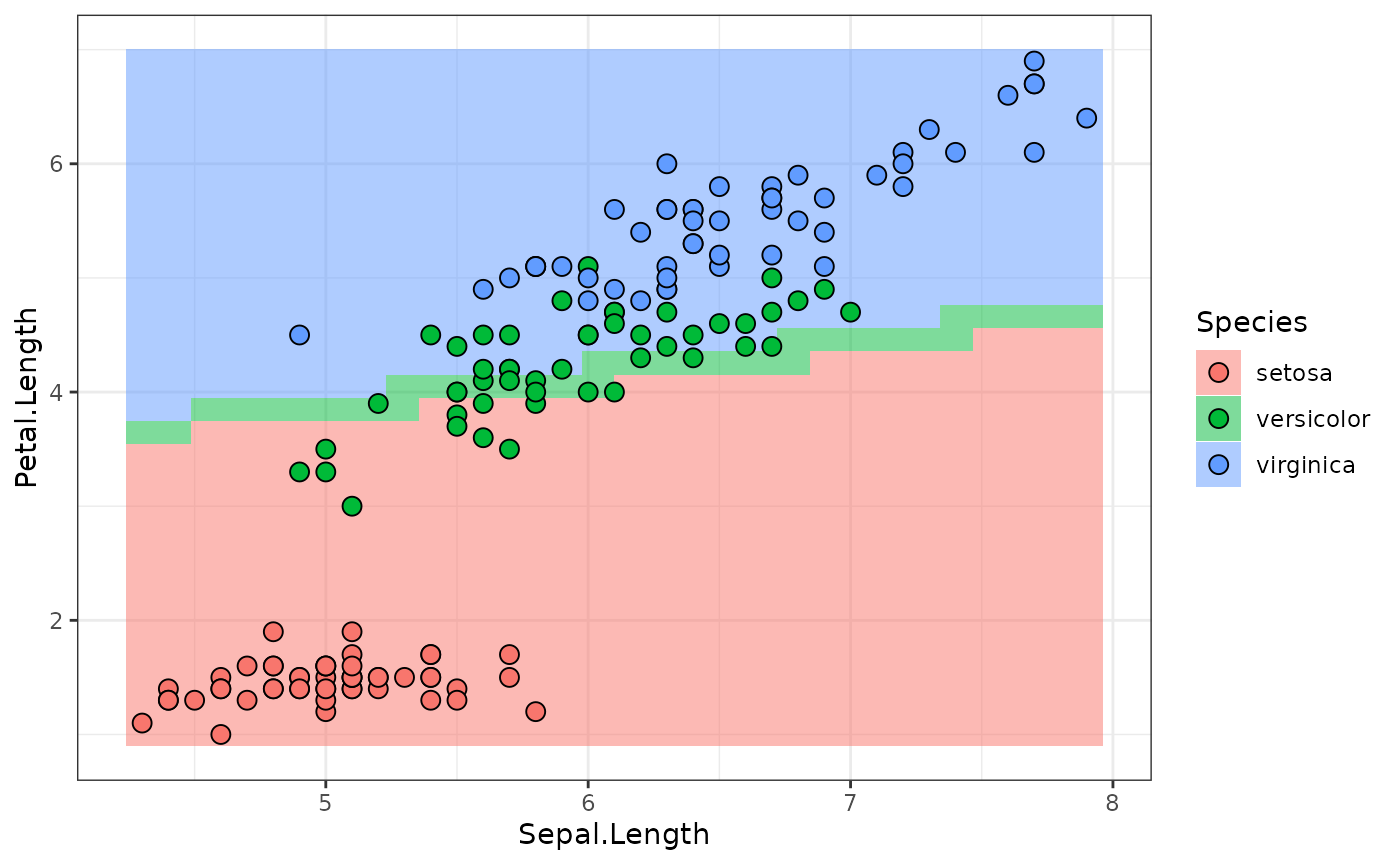 6
4
2
Petal.Length
5 6 7 8
Sepal.Length
Species
setosa
versicolor
virginica